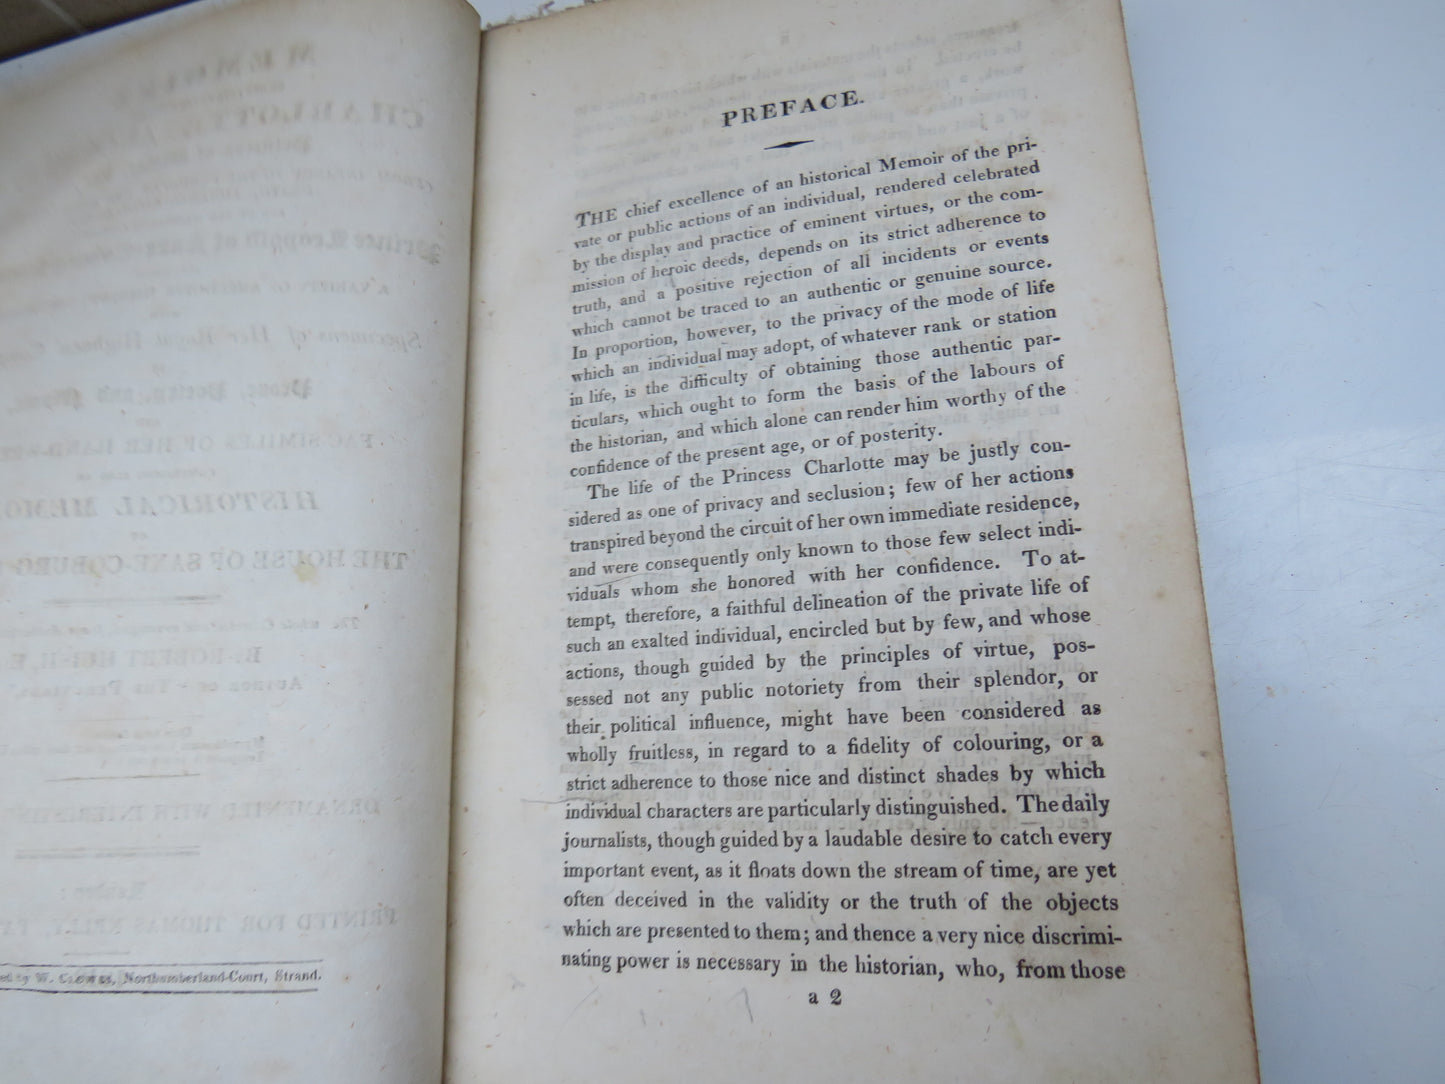 PREFACE.
THE chief excellence of an historical Memoir of the pri-
vate or public actions of an individual, rendered celebrated
by the display and practice of eminent virtues, or the com-
mission of heroic deeds, depends on its strict adherence to
truth, and a positive rejection of all incidents or events
which cannot be traced to an authentic or genuine source.
In proportion, however, to the privacy of the mode of life
which an individual may adopt, of whatever rank or station
in life, is the difficulty of obtaining those authentic par-
ticulars, which ought to form the basis of the labours of
the historian, and which alone can render him worthy of the
confidence of the present age, or of posterity.
The life of the Princess Charlotte may be justly con-
sidered as one of privacy and seclusion; few of her actions
transpired beyond the circuit of her own immediate residence,
and were consequently only known to those few select indi-
viduals whom she honored with her confidence. To at-
tempt, therefore, a faithful delineation of the private life of
such an exalted individual, encircled but by few, and whose
actions, though guided by the principles of virtue, pos-
sessed not any public notoriety from their splendor, or
their political influence, might have been considered as
wholly fruitless, in regard to a fidelity of colouring, or a
strict adherence to those nice and distinct shades by which
individual characters are particularly distinguished. The daily
journalists, though guided by a laudable desire to catch every
important event, as it floats down the stream of time, are yet
often deceived in the validity or the truth of the objects
which are presented to them; and thence a very nice discrimi-
nating power is necessary in the historian, who, from those
a 2
by W. Clowes, Northumberland-Court, Strand.